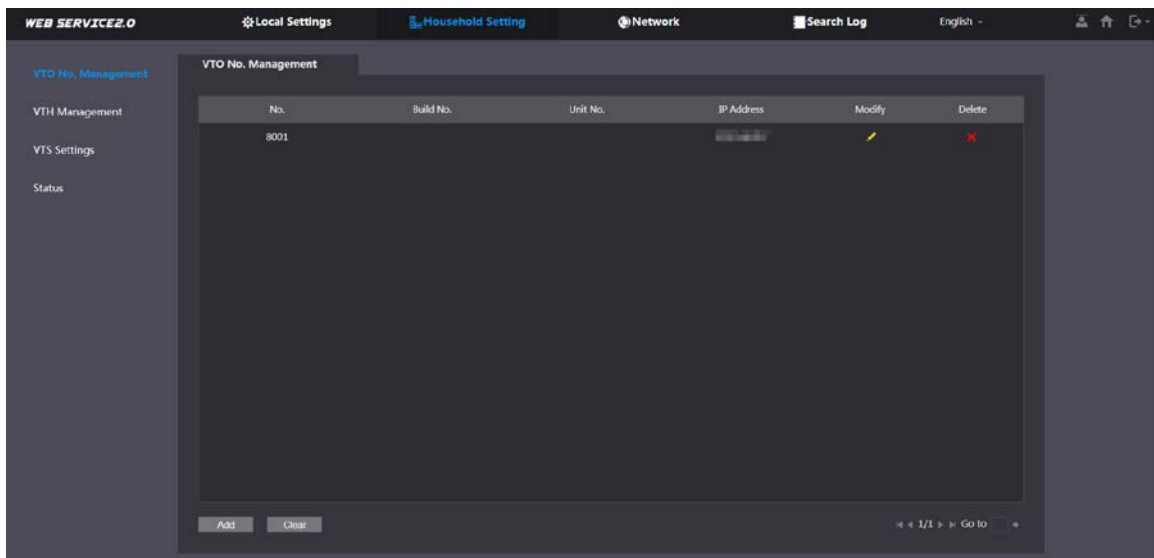 WEB SERVICE2.0 Local Settings Household Setting Network Search Log English
VTO No. Management
VTH Management
VTS Settings
Status
VTO No. Management
No. Build No. Unit No. IP Address Modify Delete
8001
Add Clear 1/1 Go to